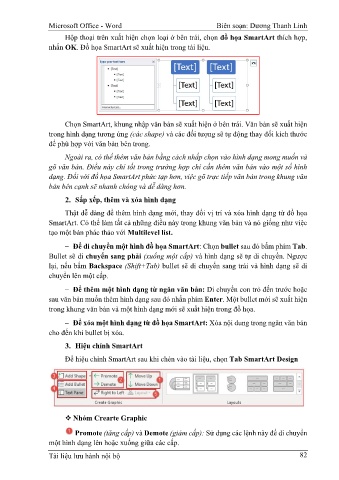 Microsoft Office - Word Biên soạn: Dương Thanh Linh
Hộp thoại trên xuất hiện chọn loại ở bên trái, chọn đồ họa SmartArt thích hợp,
nhấn OK. Đồ họa SmartArt sẽ xuất hiện trong tài liệu.
[Text] [Text]
[Text] [Text]
[Text] [Text]
Chọn SmartArt, khung nhập văn bản sẽ xuất hiện ở bên trái. Văn bản sẽ xuất hiện
trong hình dạng tương ứng (các shape) và các đối tượng sẽ tự động thay đổi kích thước
để phù hợp với văn bản bên trong.
Ngoài ra, có thể thêm văn bản bằng cách nhấp chọn vào hình dạng mong muốn và
gõ văn bản. Điều này chỉ tốt trong trường hợp chỉ cần thêm văn bản vào một số hình
dạng. Đối với đồ họa SmartArt phức tạp hơn, việc gõ trực tiếp văn bản trong khung văn
bản bên cạnh sẽ nhanh chóng và dễ dàng hơn.
2. Sắp xếp, thêm và xóa hình dạng
Thật dễ dàng để thêm hình dạng mới, thay đổi vị trí và xóa hình dạng từ đồ họa
SmartArt. Có thể làm tất cả những điều này trong khung văn bản và nó giống như việc
tạo một bản phác thảo với Multilevel list.
− Để di chuyển một hình đồ họa SmartArt: Chọn bullet sau đó bấm phím Tab.
Bullet sẽ di chuyển sang phải (xuống một cấp) và hình dạng sẽ tự di chuyển. Ngược
lại, nếu bấm Backspace (Shift+Tab) bullet sẽ di chuyển sang trái và hình dạng sẽ di
chuyển lên một cấp.
− Để thêm một hình dạng từ ngăn văn bản: Di chuyển con trỏ đến trước hoặc
sau văn bản muốn thêm hình dạng sau đó nhấn phím Enter. Một bullet mới sẽ xuất hiện
trong khung văn bản và một hình dạng mới sẽ xuất hiện trong đồ họa.
− Để xóa một hình dạng từ đồ họa SmartArt: Xóa nội dung trong ngăn văn bản
cho đến khi bullet bị xóa.
3. Hiệu chỉnh SmartArt
Để hiệu chỉnh SmartArt sau khi chèn vào tài liệu, chọn Tab SmartArt Design
Add Shape Promote Move Up
Add Bullet Demote Move Down
Text Pane Right to Left Layout
Create Graphic Layouts
❖ Nhóm Crearte Graphic
Promote (tăng cấp) và Demote (giảm cấp): Sử dụng các lệnh này để di chuyển
một hình dạng lên hoặc xuống giữa các cấp.
Tài liệu lưu hành nội bộ 82